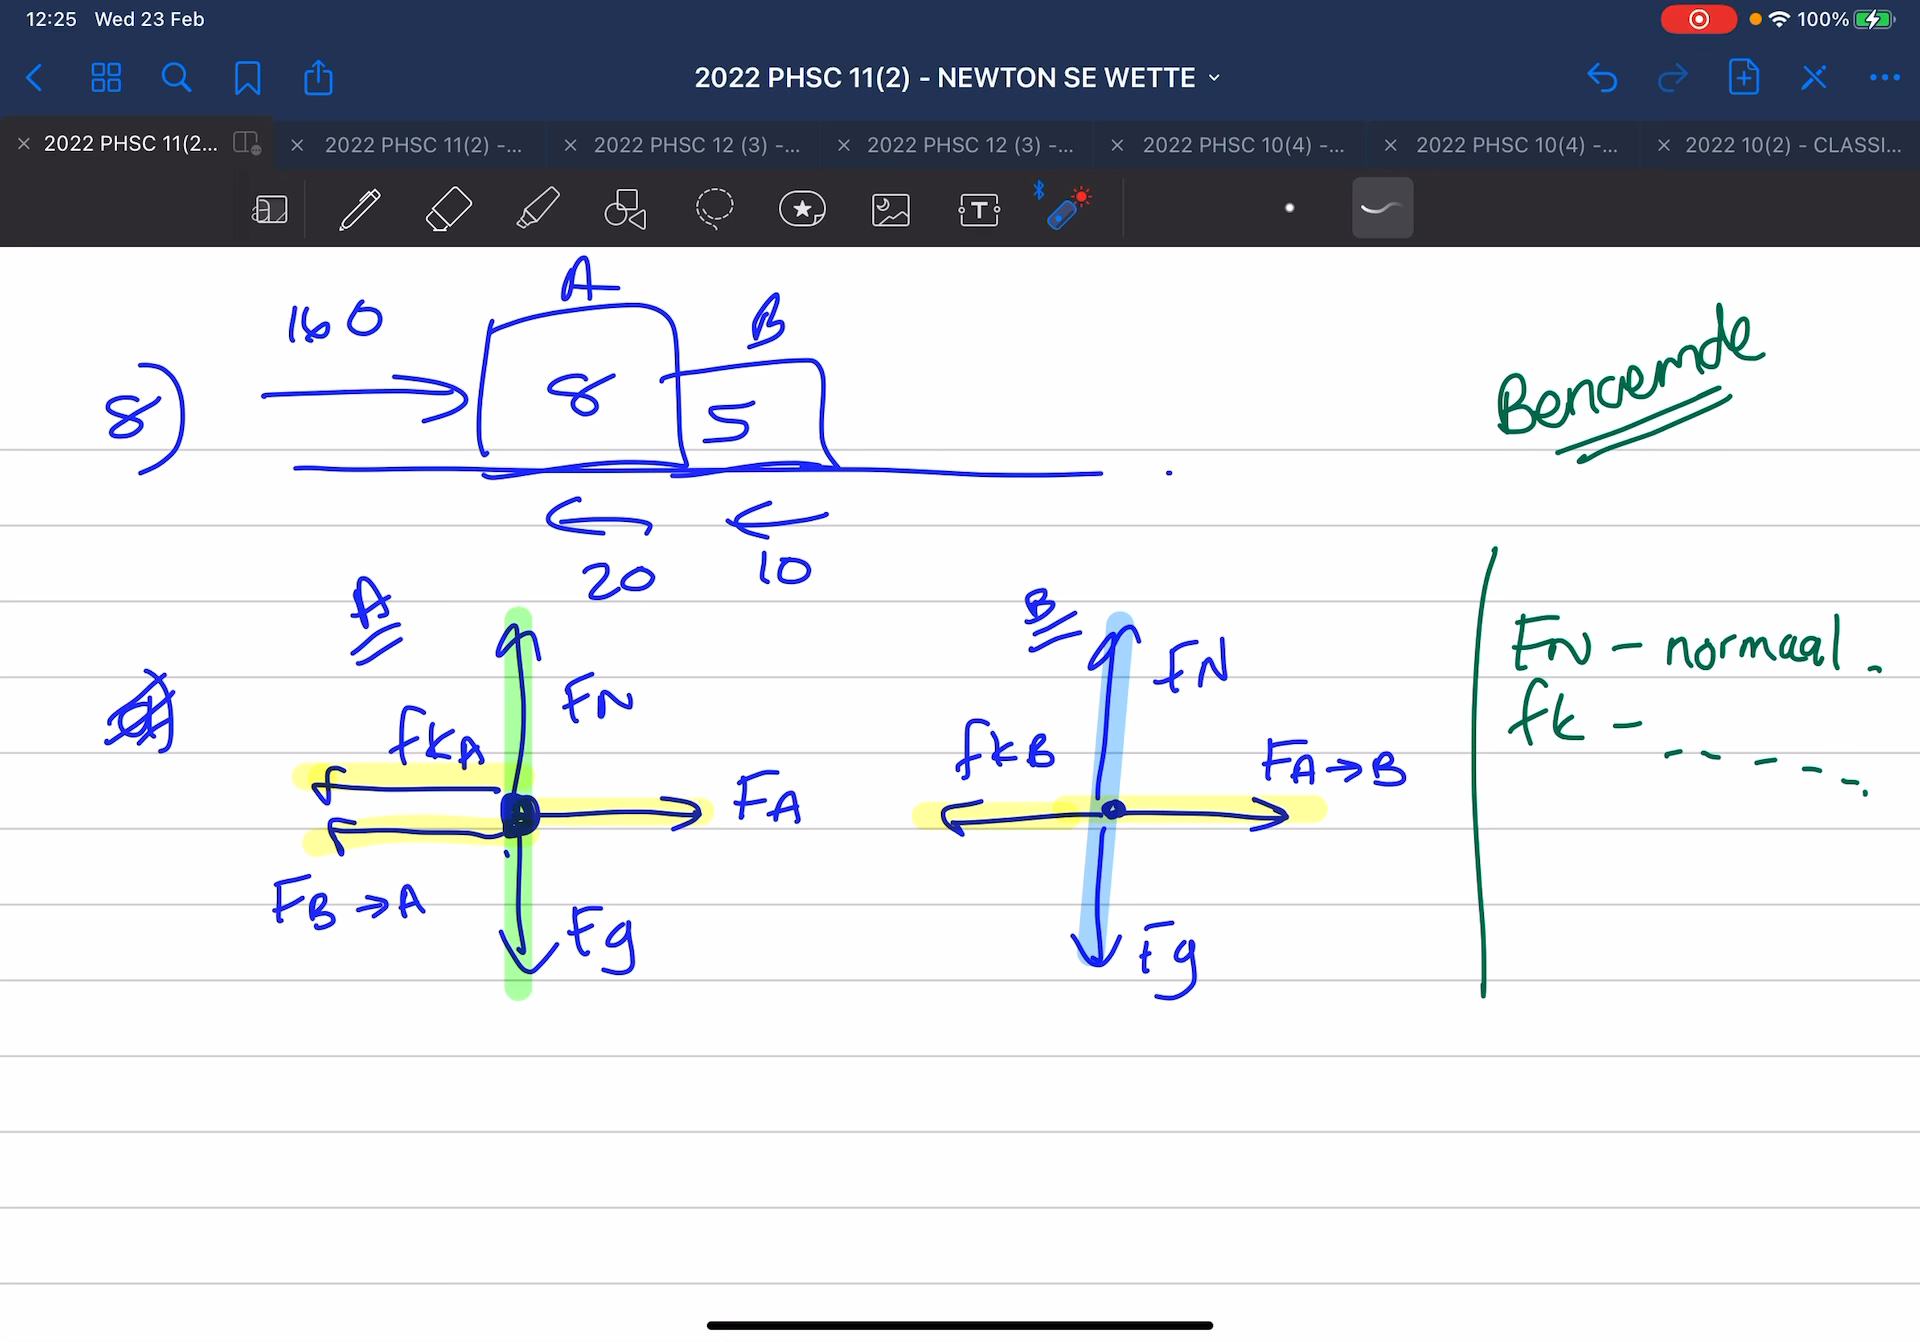 12:25 Wed 23 Feb
100%
2022 PHSC 11(2) - NEWTON SE WETTE
2022 PHSC 11(2...
2022 PHSC 11(2) -...
2022 PHSC 12 (3) -...
2022 PHSC 12 (3) -...
2022 PHSC 10(4) -...
2022 PHSC 10(4) -...
2022 10(2) - CLASSI...
T
A
B
160
8)
8
5
20
10
Benoemde
A
FN
fkA
FA
FB → A
Fg
B
FN
fkB
FA → B
Fg
FN - normaal.
fk - - - - - -.